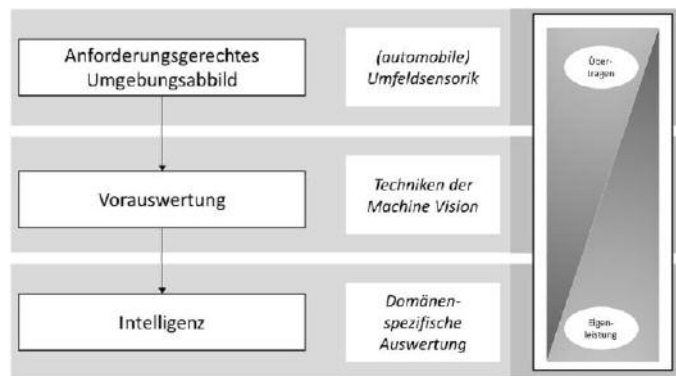 Anforderungsgerechtes
Umgebungsabbild
(automobile)
Umfeldsensorik
Über-
tragen
Vorauswertung
Techniken der
Machine Vision
Intelligenz
Domänen-
spezifische
Auswertung
Eigen-
leistung